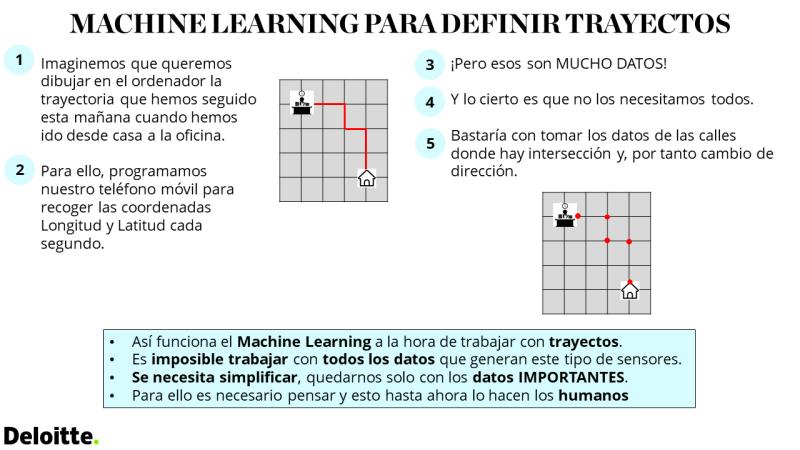 MACHINE LEARNING PARA DEFINIR TRAYECTOS
1
Imaginemos que queremos
dibujar en el ordenador la
trayectoria que hemos seguido
esta mañana cuando hemos
ido desde casa a la oficina.
2
Para ello, programamos
nuestro teléfono móvil para
recoger las coordenadas
Longitud y Latitud cada
segundo.
3
¡Pero esos son MUCHO DATOS!
4
Y lo cierto es que no los necesitamos todos.
5
Bastaría con tomar los datos de las calles
donde hay intersección y, por tanto cambio de
dirección.
• Así funciona el Machine Learning a la hora de trabajar con trayectos.
• Es imposible trabajar con todos los datos que generan este tipo de sensores.
• Se necesita simplificar, quedarnos solo con los datos IMPORTANTES.
• Para ello es necesario pensar y esto hasta ahora lo hacen los humanos
Deloitte.